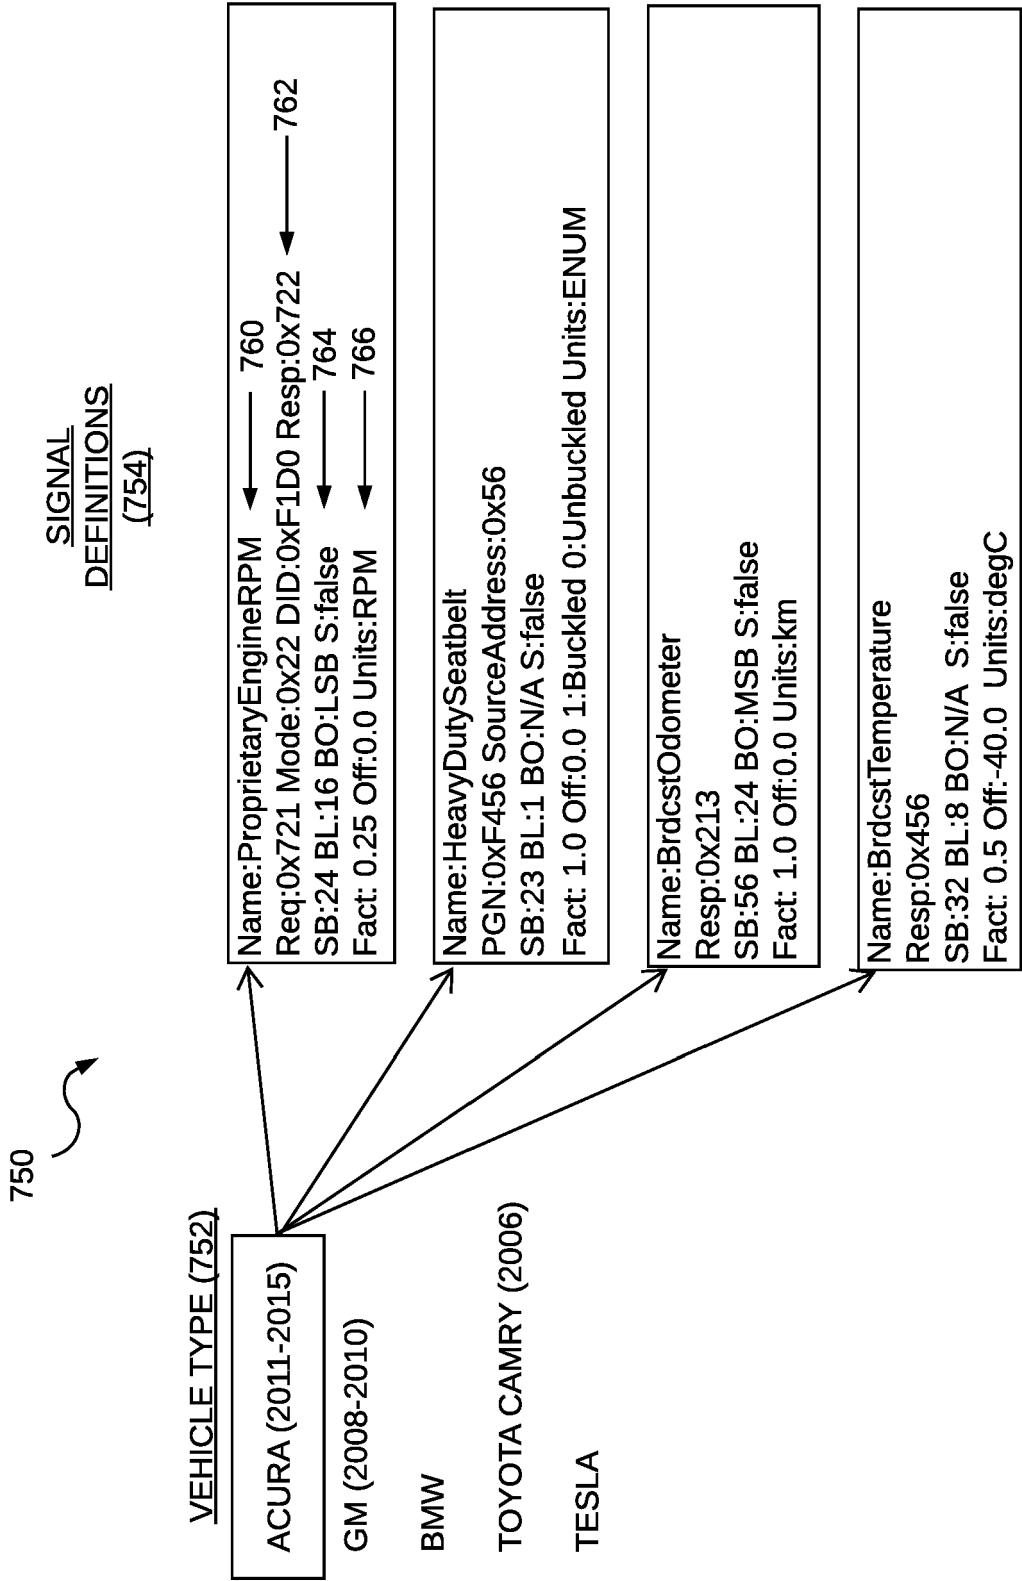 750
VEHICLE TYPE (752)
ACURA (2011-2015)
GM (2008-2010)
BMW
TOYOTA CAMRY (2006)
TESLA
SIGNAL
DEFINITIONS
(754)
Name:ProprietaryEngineRPM 760
Req:0x721 Mode:0x22 DID:0xF1D0 Resp:0x722 762
SB:24 BL:16 BO:LSB S:false 764
Fact: 0.25 Off:0.0 Units:RPM 766
Name:HeavyDutySeatbelt
PGN:0xF456 SourceAddress:0x56
SB:23 BL:1 BO:N/A S:false
Fact: 1.0 Off:0.0 1:Buckled 0:Unbuckled Units:ENUM
Name:BrdcstOdometer
Resp:0x213
SB:56 BL:24 BO:MSB S:false
Fact: 1.0 Off:0.0 Units:km
Name:BrdcstTemperature
Resp:0x456
SB:32 BL:8 BO:N/A S:false
Fact: 0.5 Off:-40.0 Units:degC